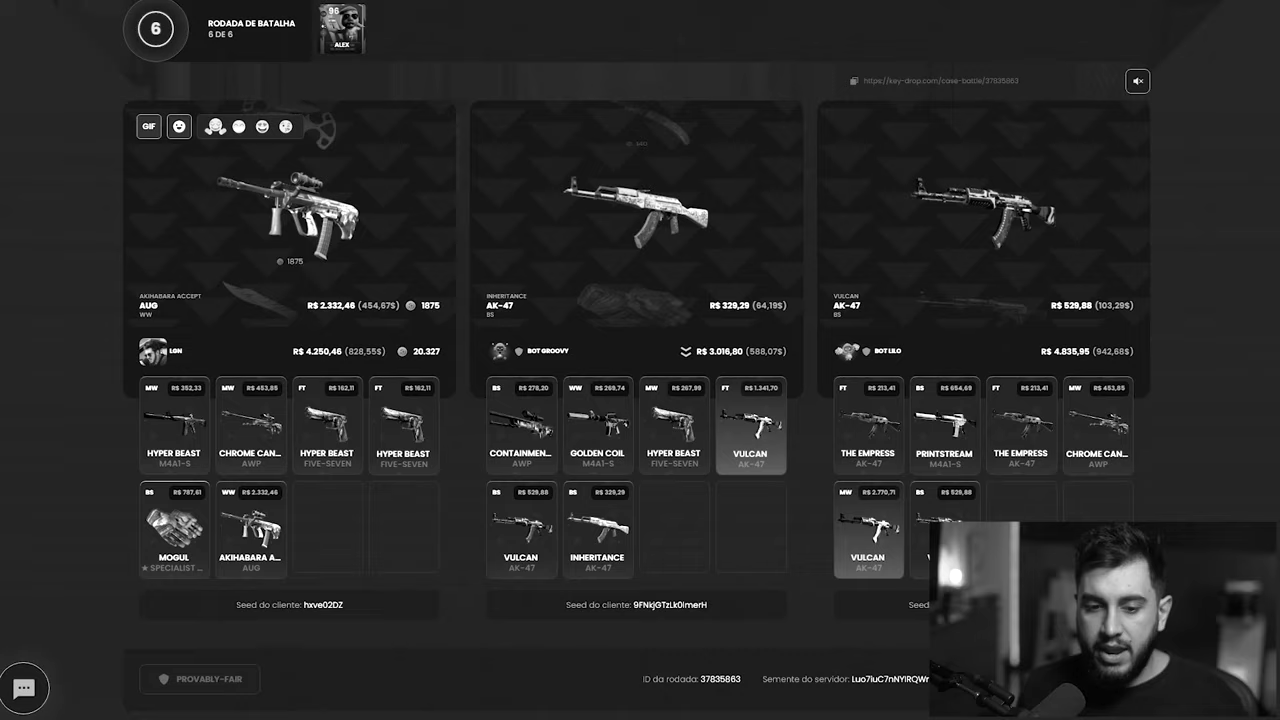 6
RODADA DE BATALHA
6 DE 6
96
ALEX
https://key-drop.com/case-battle/37835863
GIF
1875
AKIHABARA ACCEPT
AUG
WW
R$ 2.332,46 (454,67$) 1875
INHERITANCE
AK-47
BS
R$ 329,29 (64,19$)
VULCAN
AK-47
BS
R$ 529,88 (103,29$)
LGN
R$ 4.250,46 (828,55$) 20.327
BOT GROOVY
R$ 3.016,80 (588,07$)
BOT LILO
R$ 4.835,95 (942,68$)
MW R$ 352,33
HYPER BEAST
M4A1-S
MW R$ 453,85
CHROME CAN...
AWP
FT R$ 162,11
HYPER BEAST
FIVE-SEVEN
FT R$ 162,11
HYPER BEAST
FIVE-SEVEN
BS R$ 276,20
CONTAINMEN...
AWP
WW R$ 269,74
GOLDEN COIL
M4A1-S
MW R$ 267,99
HYPER BEAST
FIVE-SEVEN
FT R$ 1.341,70
VULCAN
AK-47
FT R$ 213,41
THE EMPRESS
AK-47
BS R$ 654,69
PRINTSTREAM
M4A1-S
FT R$ 213,41
THE EMPRESS
AK-47
MW R$ 453,85
CHROME CAN...
AWP
BS R$ 787,61
MOGUL
★ SPECIALIST ...
WW R$ 2.332,46
AKIHABARA A...
AUG
BS R$ 529,88
VULCAN
AK-47
BS R$ 329,29
INHERITANCE
AK-47
MW R$ 2.770,71
VULCAN
AK-47
BS R$ 529,88
Seed do cliente: hxve02DZ
Seed do cliente: 9FNkjGTzLk0lmerH
Seed
PROVABLY-FAIR
ID da rodada: 37835863
Semente do servidor: